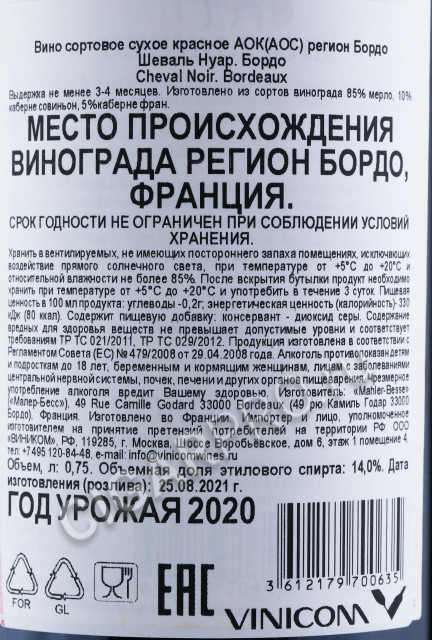 Вино сортовое сухое красное АОК(АОС) регион Бордо
Шеваль Нуар. Бордо
Cheval Noir. Bordeaux
Выдержка не менее 3-4 месяцев. Изготовлено из сортов винограда 85% мерло, 10%
каберне совиньон, 5%каберне фран.
МЕСТО ПРОИСХОЖДЕНИЯ
ВИНОГРАДА РЕГИОН БОРДО,
ФРАНЦИЯ.
СРОК ГОДНОСТИ НЕ ОГРАНИЧЕН ПРИ СОБЛЮДЕНИИ УСЛОВИЙ
ХРАНЕНИЯ.
Хранить в вентилируемых, не имеющих постороннего запаха помещениях, исключающих
воздействие прямого солнечного света, при температуре от +5°С до +20°С и
относительной влажности не более 85%. После вскрытия бутылки продукт необходимо
хранить при температуре от +5°С до +20°С и употребить в течение 3 суток. Пищевая
ценность в 100 мл продукта: углеводы -0,2г; энергетическая ценность (калорийность)- 330
кДж (80 ккал). Содержит пищевую добавку: консервант - диоксид серы. Содержание
вредных для здоровья веществ не превышает допустимые уровни и соответствует
требованиям ТР ТС 021/2011, ТР ТС 029/2012. Продукция изготовлена в соответствии с
Регламентом Совета (ЕС) № 479/2008 от 29.04.2008 года. Алкоголь противопоказан детям
и подросткам до 18 лет, беременным и кормящим женщинам, лицам с заболеваниями
центральной нервной системы, почек, печени и других органов пищеварения. Чрезмерное
употребление алкоголя вредит Вашему здоровью. Изготовитель: «Mahler-Besse»
(«Малер-Бесс»), 49 Rue Camille Godard 33000 Bordeaux (49 рю Камиль Годар 33000
Бордо), Франция. Изготовлено во Франции. Импортер и лицо, уполномоченное
изготовителем на принятие претензий от потребителей на территории РФ ООО
«ВИНИКОМ», РФ, 119285, г. Москва, Шоссе Воробьёвское, дом 6, этаж 1 помещение 4,
тел:+7 495 120-84-48, e-mail: info@vinicomwines.ru
Объем, л: 0,75. Объемная доля этилового спирта: 14,0%. Дата
изготовления (розлива): 25.08.2021 г.
ГОД УРОЖАЯ 2020
FOR
GL
EAC
3 612179 700635
VINICOM